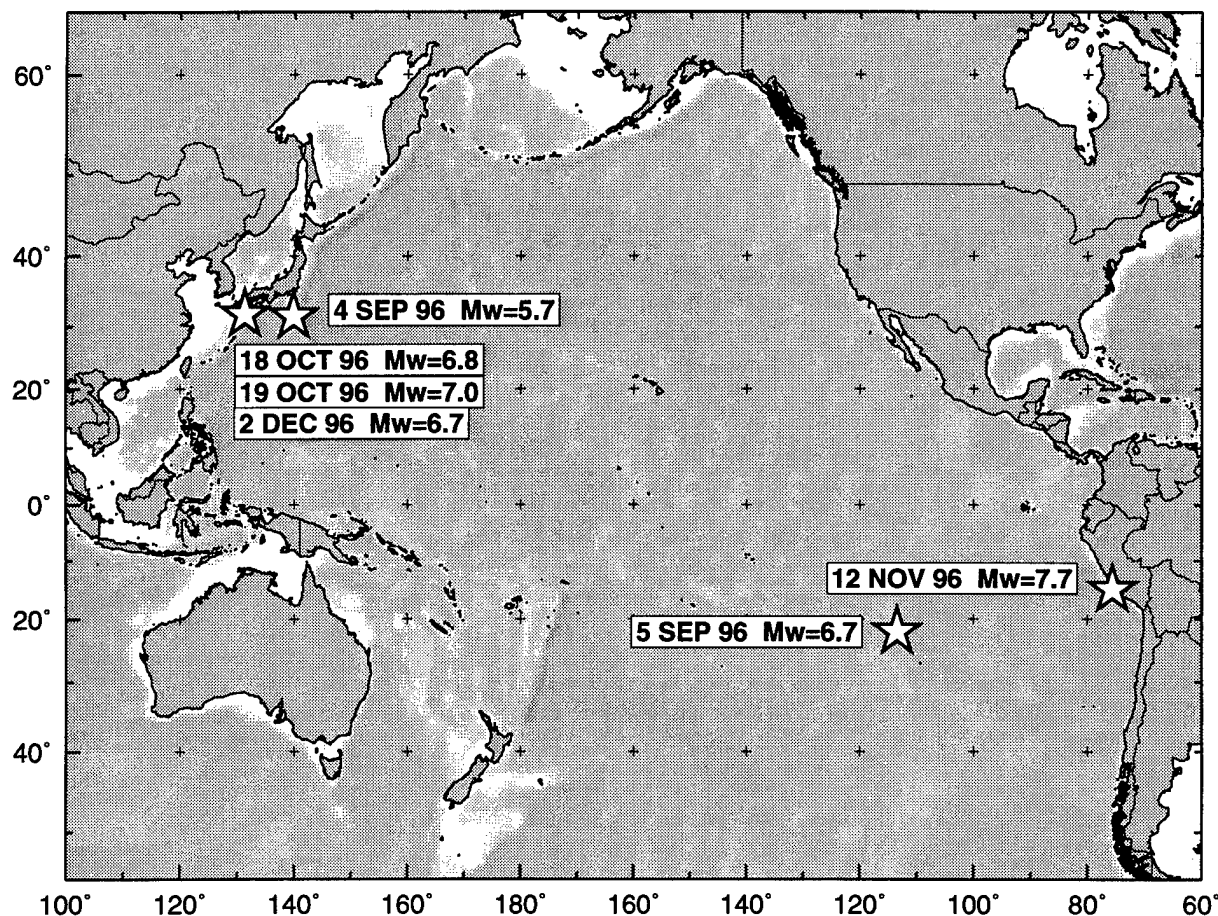 60°
40°
20°
0°
20°
40°
4 SEP 96 Mw=5.7
18 OCT 96 Mw=6.8
19 OCT 96 Mw=7.0
2 DEC 96 Mw=6.7
12 NOV 96 Mw=7.7
5 SEP 96 Mw=6.7
100° 120° 140° 160° 180° 160° 140° 120° 100° 80° 60°